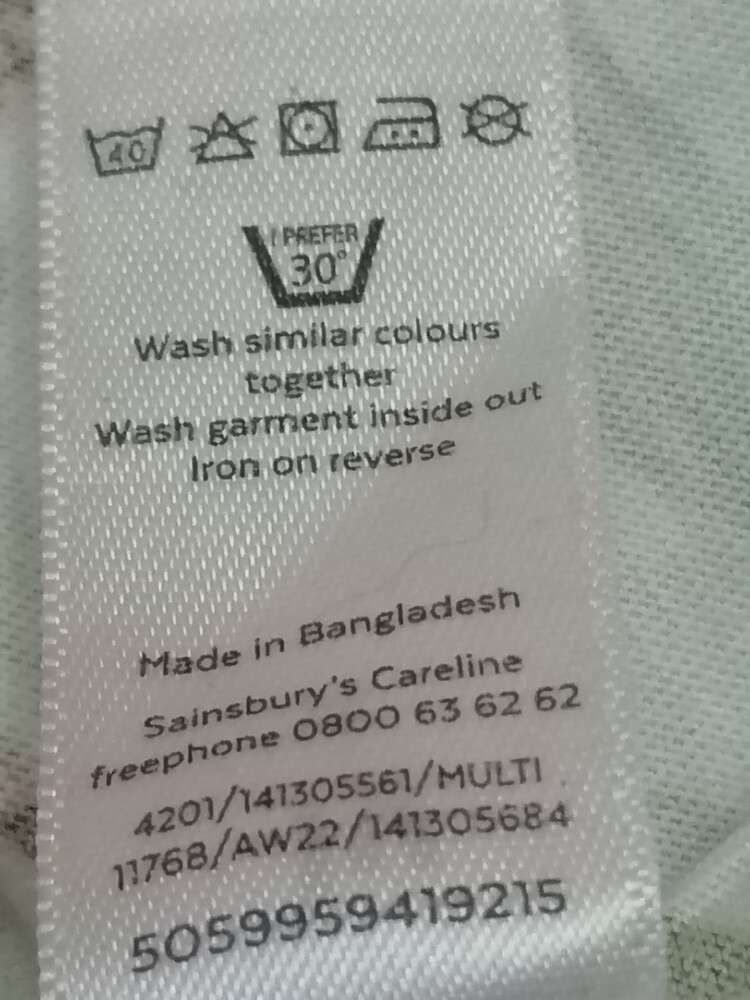 40
I PREFER
30°
Wash similar colours
together
Wash garment inside out
Iron on reverse
Made in Bangladesh
Sainsbury's Careline
freephone 0800 63 62 62
4201/141305561/MULTI
11768/AW22/141305684
5059959419215